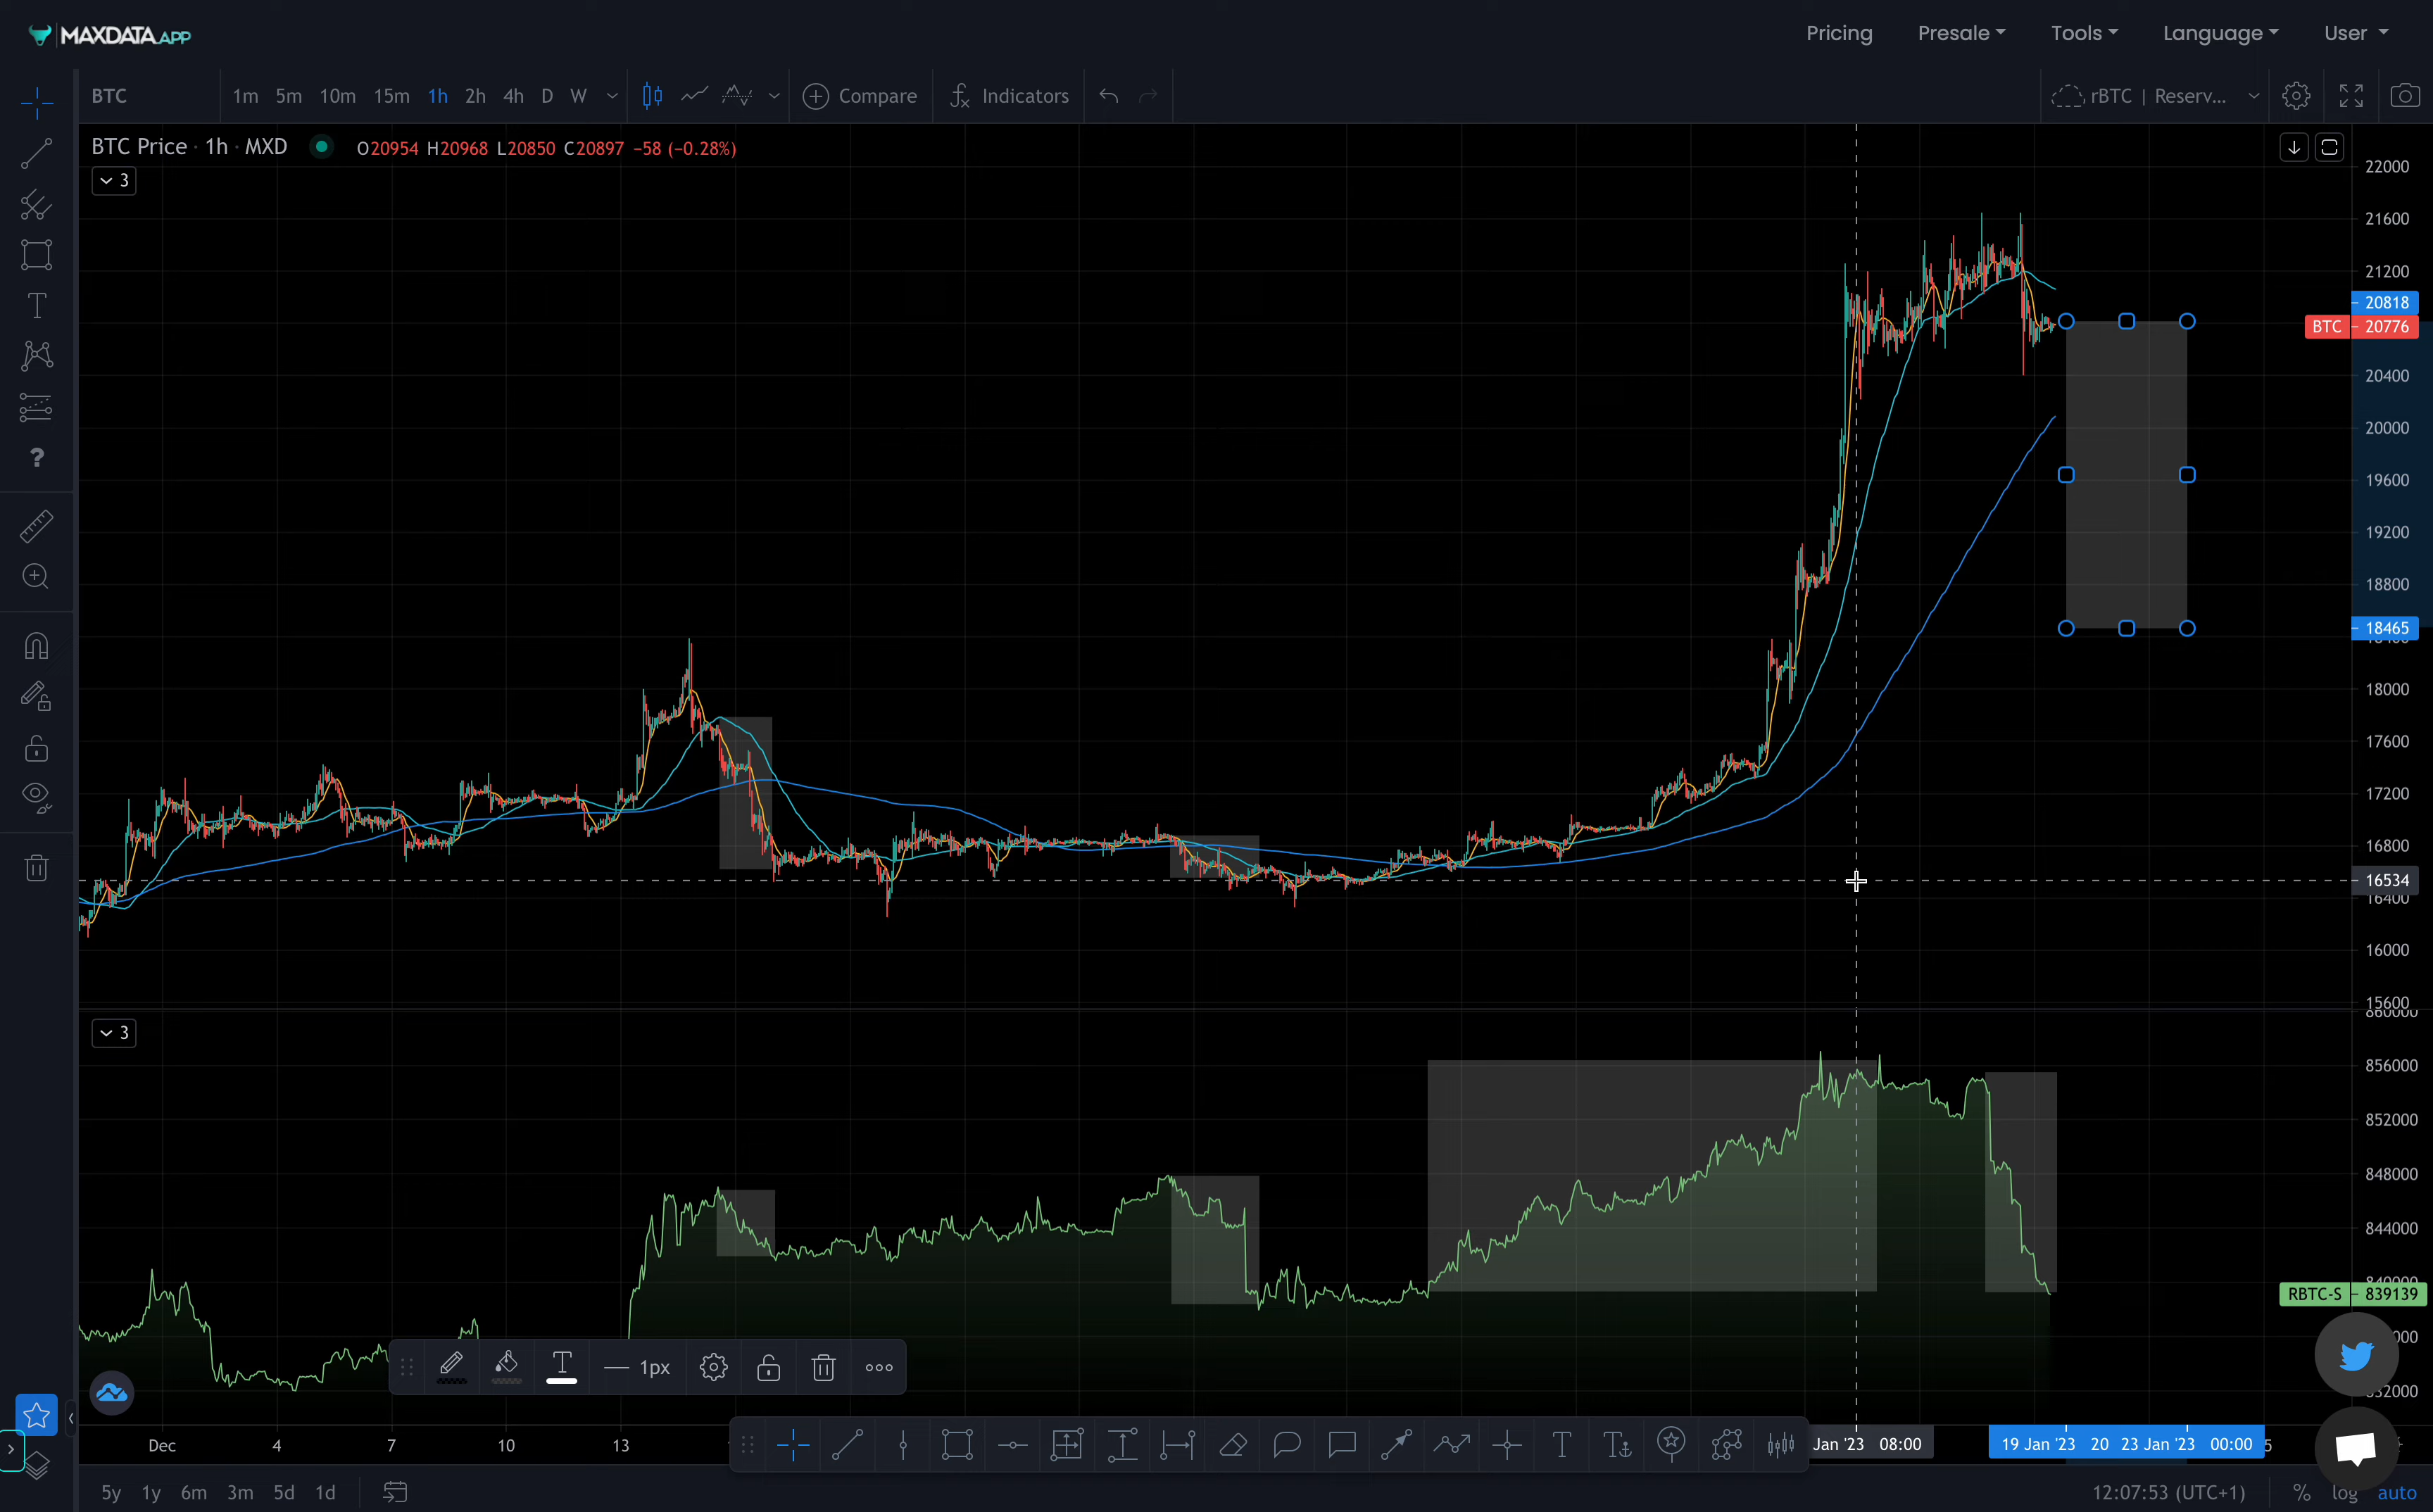 MAXDATA.APP
Pricing Presale Tools Language User
BTC 1m 5m 10m 15m 1h 2h 4h D W Compare Indicators rBTC | Reserv...
BTC Price · 1h · MXD O20954 H20968 L20850 C20897 −58 (−0.28%)
3
22000
21600
21200
20818
BTC 20776
20400
20000
19600
19200
18800
18465
18000
17600
17200
16800
16534
16400
16000
15600
3
860000
856000
852000
848000
844000
840000
RBTC-S 839139
1px
Dec 4 7 10 13 Jan '23 08:00 19 Jan '23 20 23 Jan '23 00:00 5
5y 1y 6m 3m 5d 1d 12:07:53 (UTC+1) % log auto